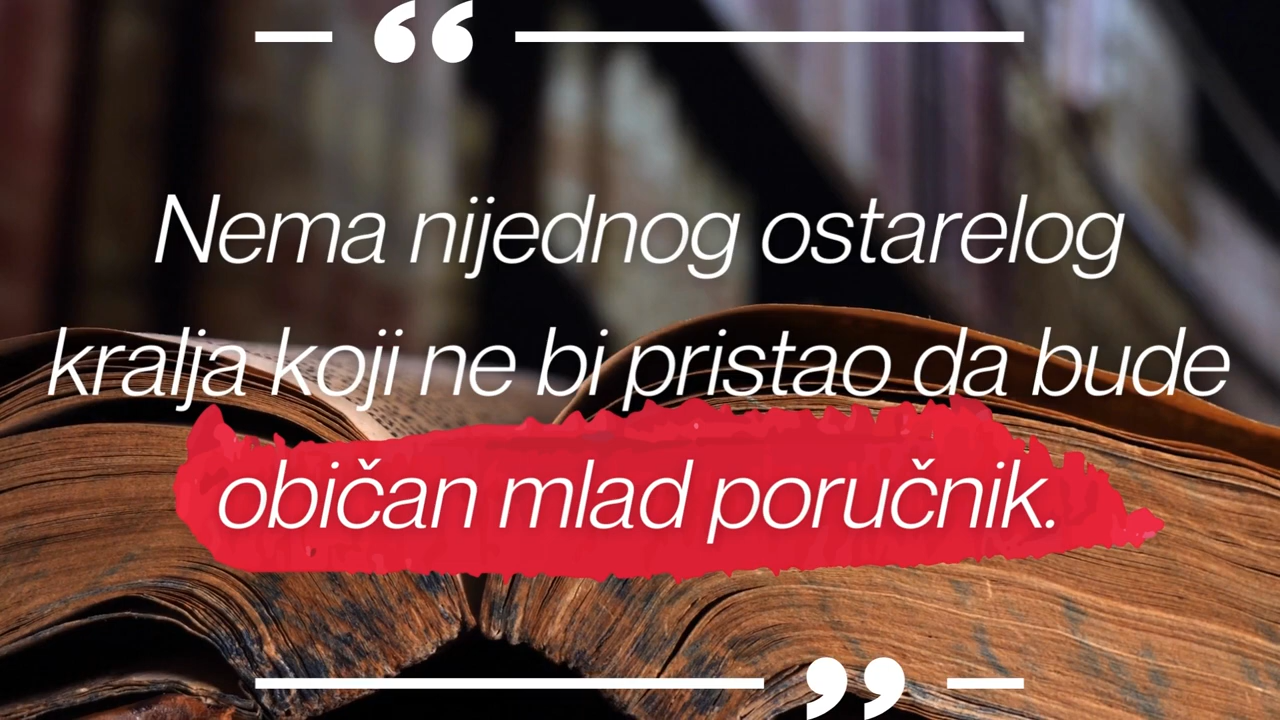 “
Nema nijednog ostarelog
kralja koji ne bi pristao da bude
običan mlad poručnik.
”